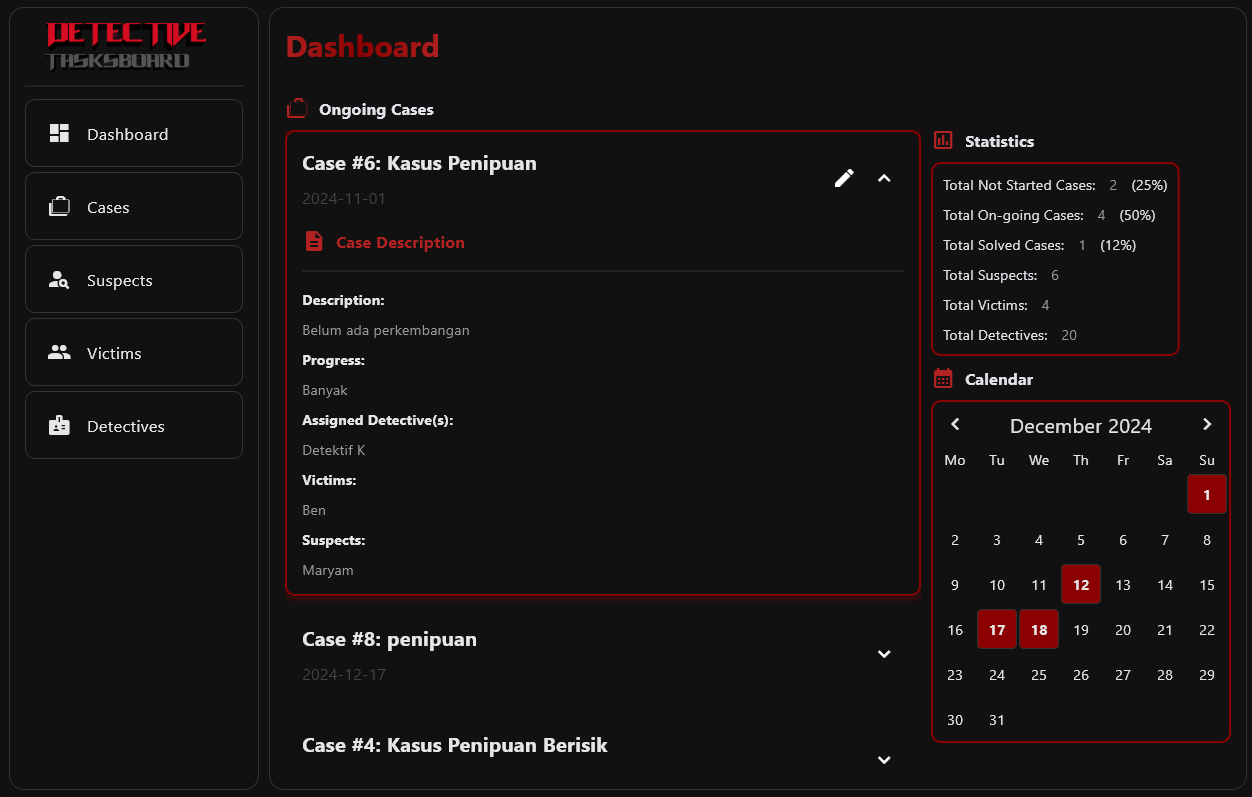 DETECTIVE
TASKSBOARD
Dashboard
Cases
Suspects
Victims
Detectives
Dashboard
Ongoing Cases
Case #6: Kasus Penipuan
2024-11-01
Case Description
Description:
Belum ada perkembangan
Progress:
Banyak
Assigned Detective(s):
Detektif K
Victims:
Ben
Suspects:
Maryam
Case #8: penipuan
2024-12-17
Case #4: Kasus Penipuan Berisik
Statistics
Total Not Started Cases: 2 (25%)
Total On-going Cases: 4 (50%)
Total Solved Cases: 1 (12%)
Total Suspects: 6
Total Victims: 4
Total Detectives: 20
Calendar
December 2024
Mo Tu We Th Fr Sa Su
1
2 3 4 5 6 7 8
9 10 11 12 13 14 15
16 17 18 19 20 21 22
23 24 25 26 27 28 29
30 31